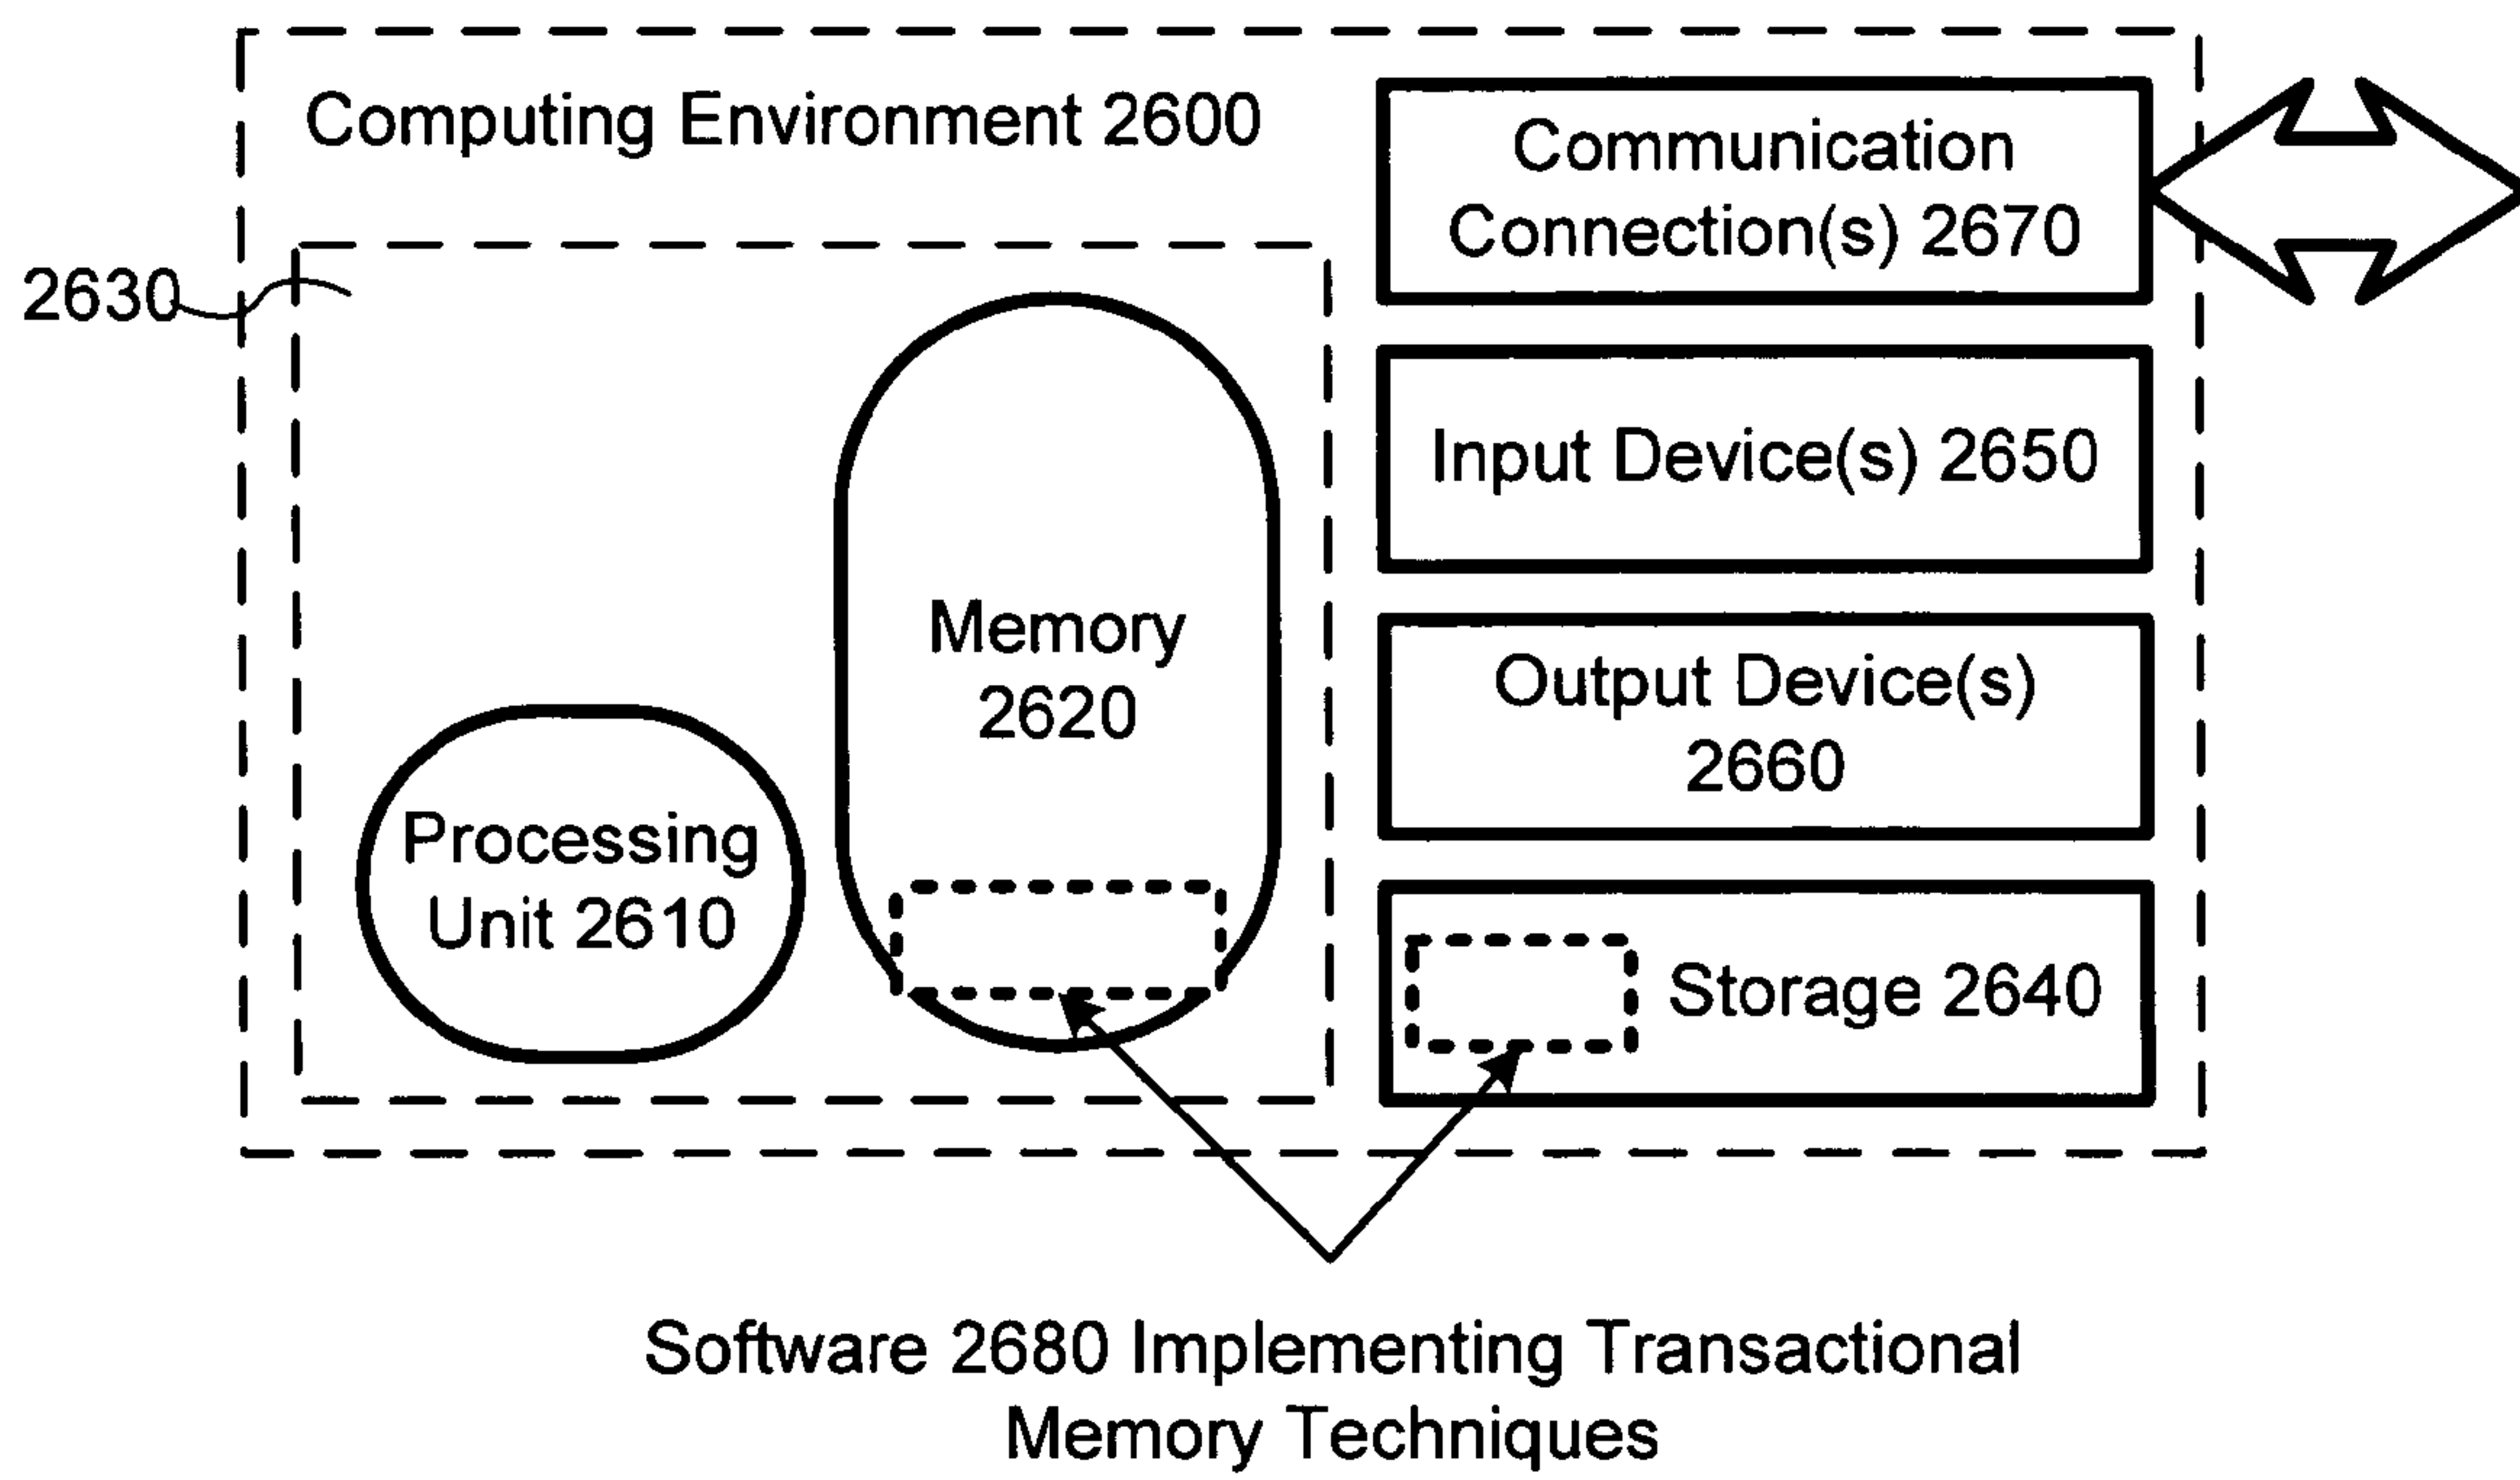 Computing Environment 2600
Communication
Connection(s) 2670
2630
Input Device(s) 2650
Memory
2620
Output Device(s)
2660
Processing
Unit 2610
Storage 2640
Software 2680 Implementing Transactional
Memory Techniques